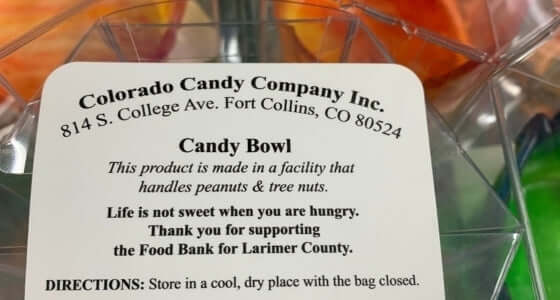 Colorado Candy Company Inc.
814 S. College Ave. Fort Collins, CO 80524
Candy Bowl
This product is made in a facility that
handles peanuts & tree nuts.
Life is not sweet when you are hungry.
Thank you for supporting
the Food Bank for Larimer County.
DIRECTIONS: Store in a cool, dry place with the bag closed.